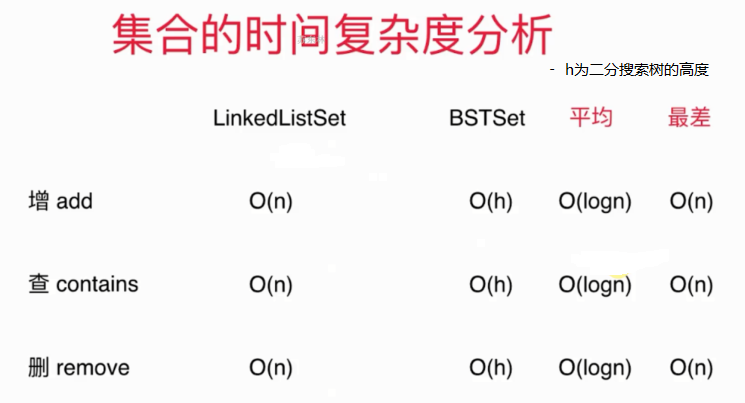 集合的时间复杂度分析
- h为二分搜索树的高度
LinkedListSet BSTSet 平均 最差
增 add O(n) O(h) O(logn) O(n)
查 contains O(n) O(h) O(logn) O(n)
删 remove O(n) O(h) O(logn) O(n)